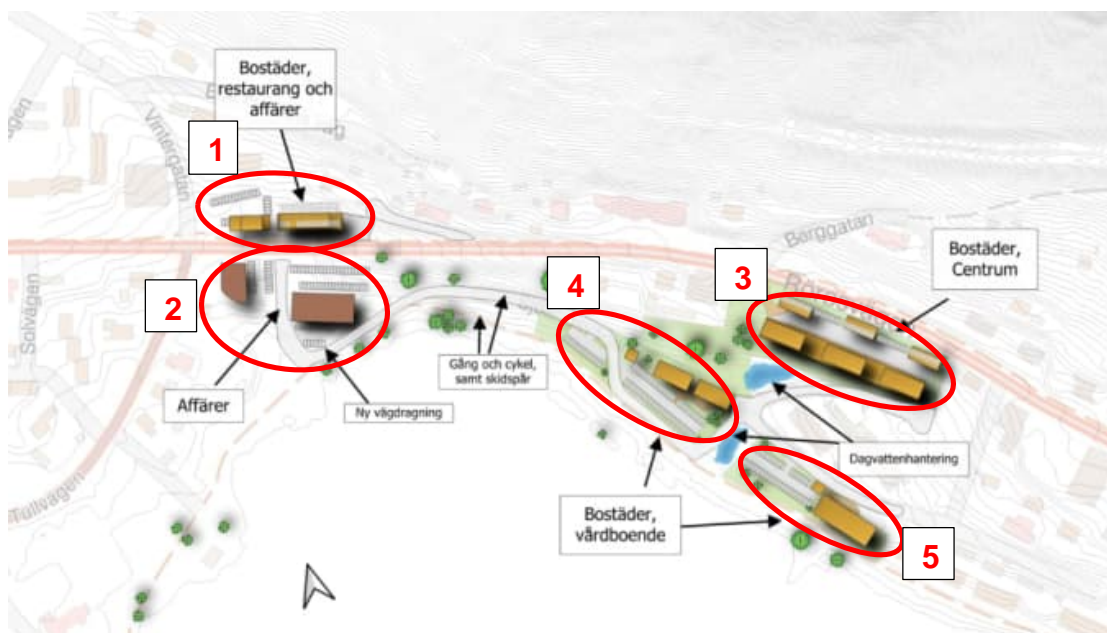 Bostäder,
restaurang och
affärer
1
Vintergatan
2
Solvägen
Affärer
Ny vägdragning
Gång och cykel,
samt skidspår
4
3
Berggatan
Bostäder,
Centrum
Dagvattenhantering
Bostäder,
vårdboende
5
Tullvägen